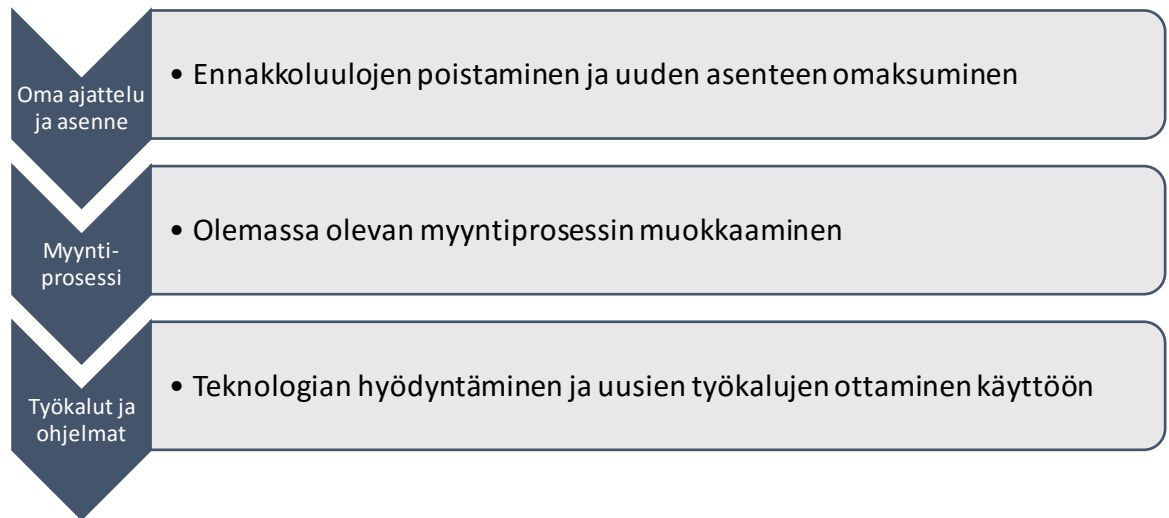 Oma ajattelu
ja asenne
• Ennakkoluulojen poistaminen ja uuden asenteen omaksuminen
Myynti-
prosessi
• Olemassa olevan myyntiprosessin muokkaaminen
Työkalut ja
ohjelmat
• Teknologian hyödyntäminen ja uusien työkalujen ottaminen käyttöön